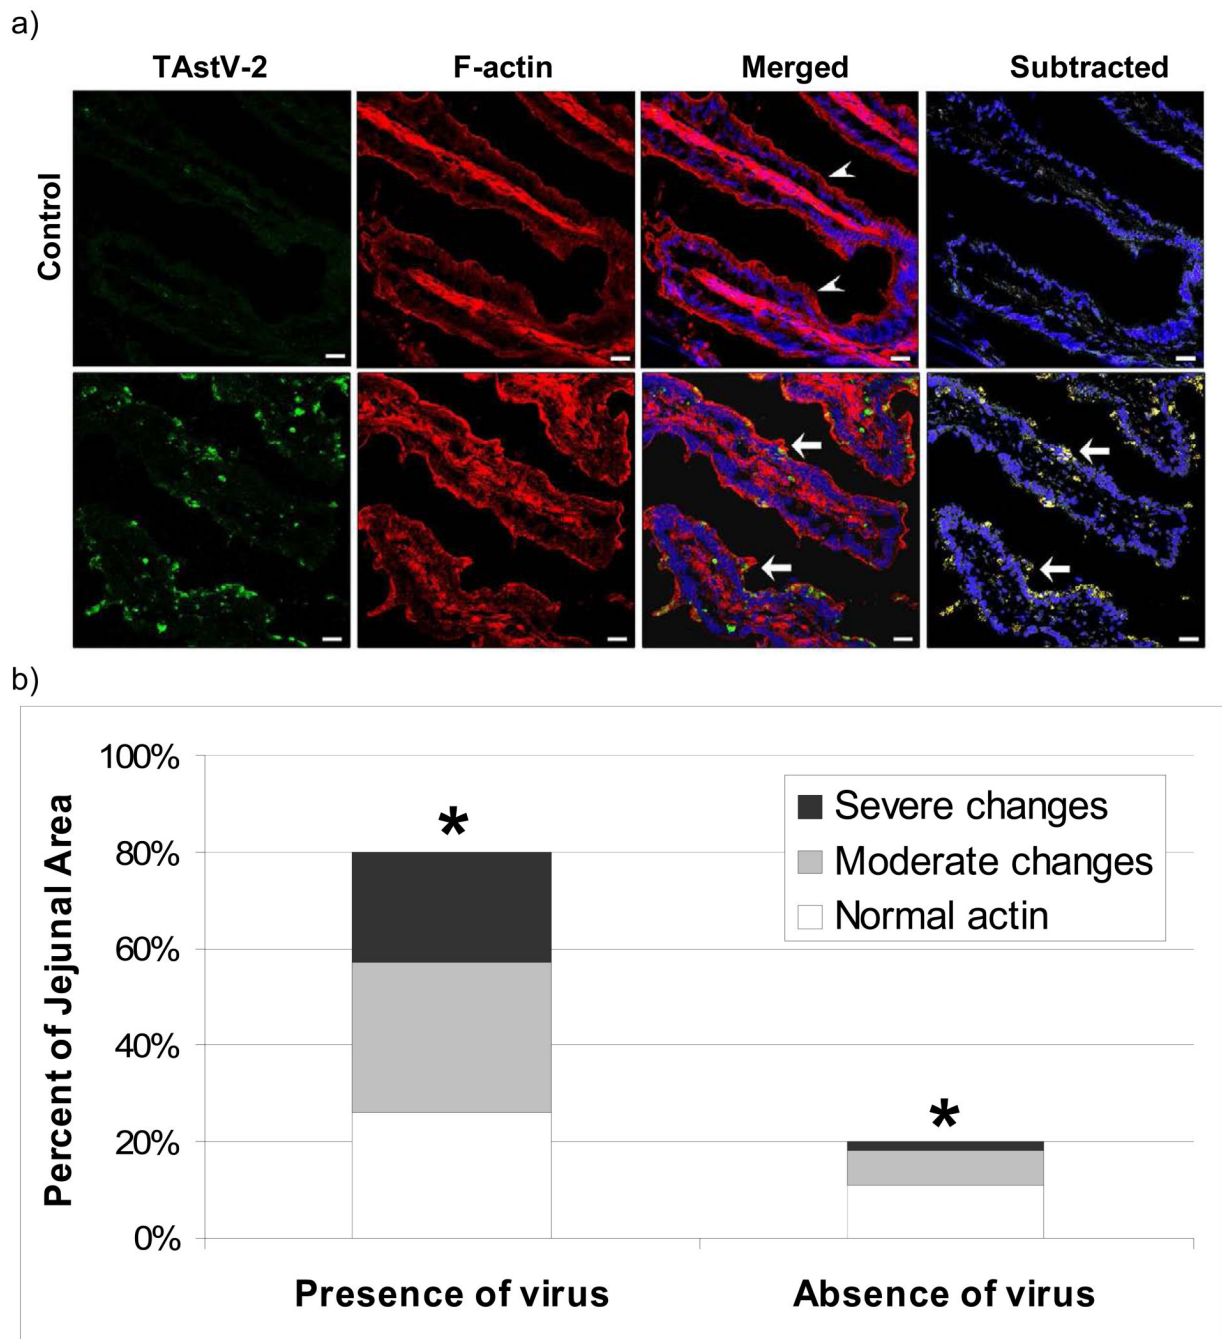 a)
TAstV-2 F-actin Merged Subtracted
Control
b)
Percent of Jejunal Area
100%
80%
60%
40%
20%
0%
*
*
Severe changes
Moderate changes
Normal actin
Presence of virus Absence of virus